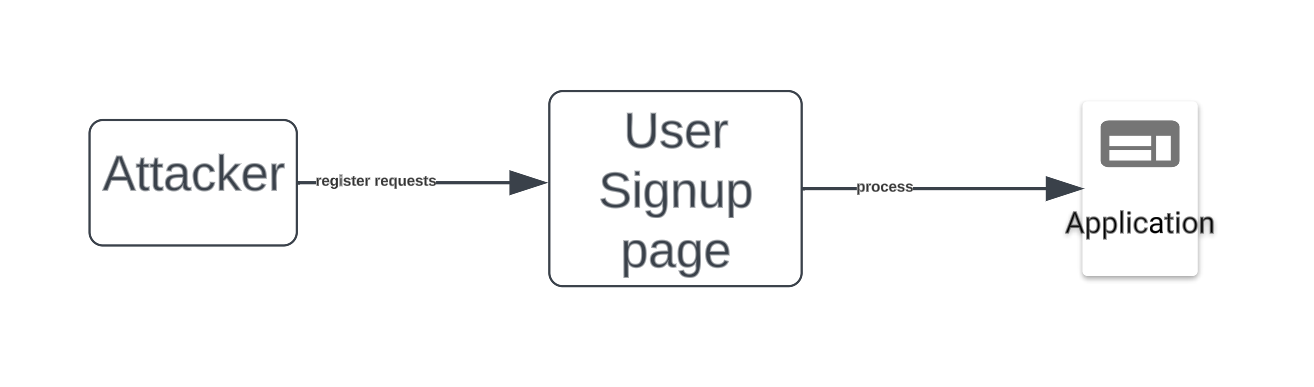 Attacker
register requests
User
Signup
page
process
Application